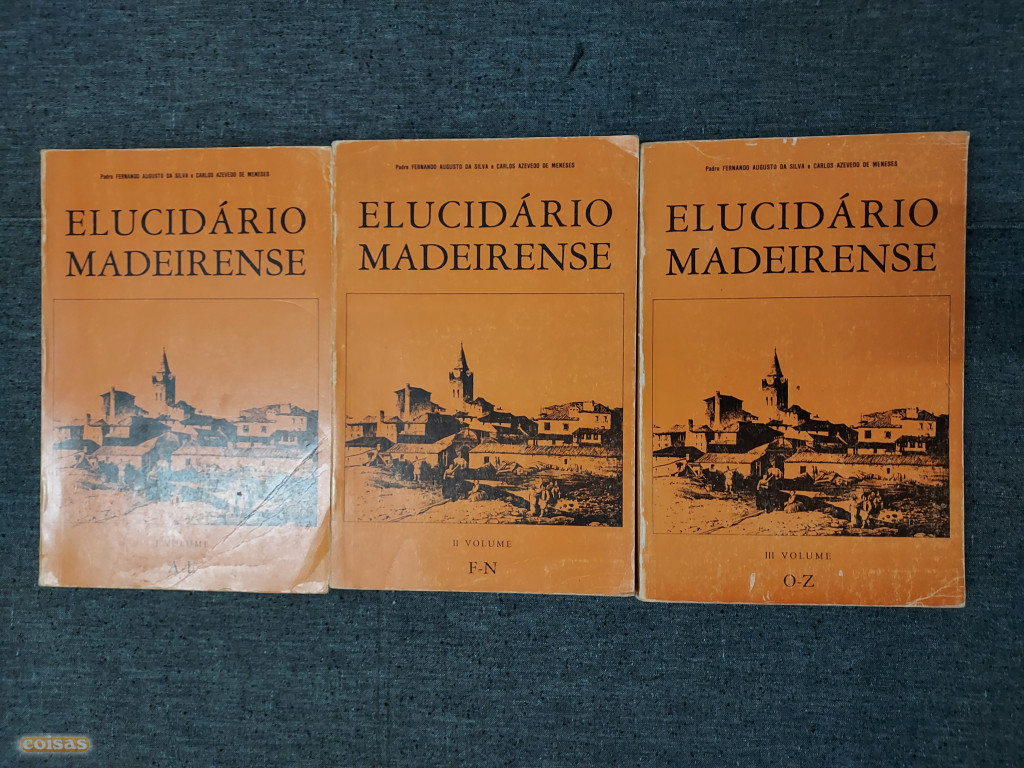 Padre FERNANDO AUGUSTO DA SILVA e CARLOS AZEVEDO DE MENESES
ELUCIDÁRIO
MADEIRENSE
I VOLUME
A-E
Padre FERNANDO AUGUSTO DA SILVA e CARLOS AZEVEDO DE MENESES
ELUCIDÁRIO
MADEIRENSE
II VOLUME
F-N
Padre FERNANDO AUGUSTO DA SILVA e CARLOS AZEVEDO DE MENESES
ELUCIDÁRIO
MADEIRENSE
III VOLUME
O-Z
coisas